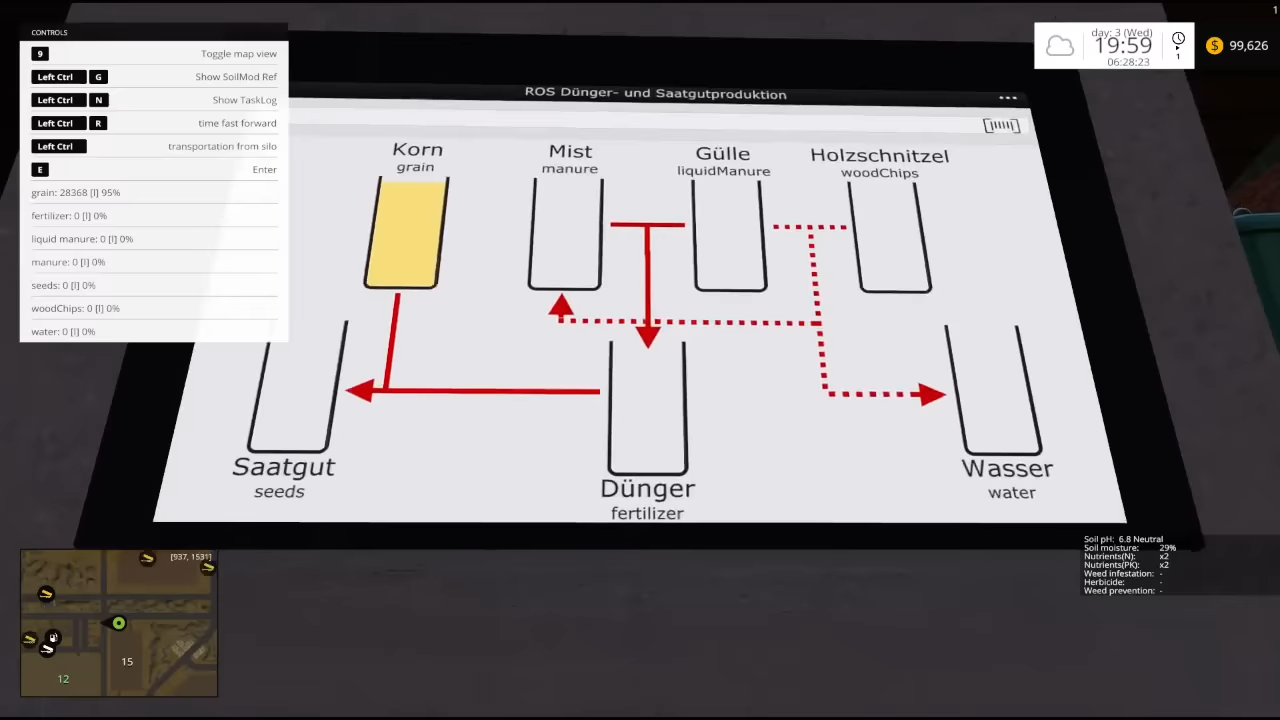 CONTROLS
9 Toggle map view
Left Ctrl G Show SoilMod Ref
Left Ctrl N Show TaskLog
Left Ctrl R time fast forward
Left Ctrl transportation from silo
E Enter
grain: 28368 [l] 95%
fertilizer: 0 [l] 0%
liquid manure: 0 [l] 0%
manure: 0 [l] 0%
seeds: 0 [l] 0%
woodChips: 0 [l] 0%
water: 0 [l] 0%
1
day: 3 (Wed)
19:59
06:28:23
1
99,626
ROS Dünger- und Saatgutproduktion
Korn
grain
Mist
manure
Gülle
liquidManure
Holzschnitzel
woodChips
Saatgut
seeds
Dünger
fertilizer
Wasser
water
[937, 1531]
15
12
Soil pH: 6.8 Neutral
Soil moisture: 29%
Nutrients(N): x2
Nutrients(PK): x2
Weed infestation: -
Herbicide: -
Weed prevention: -